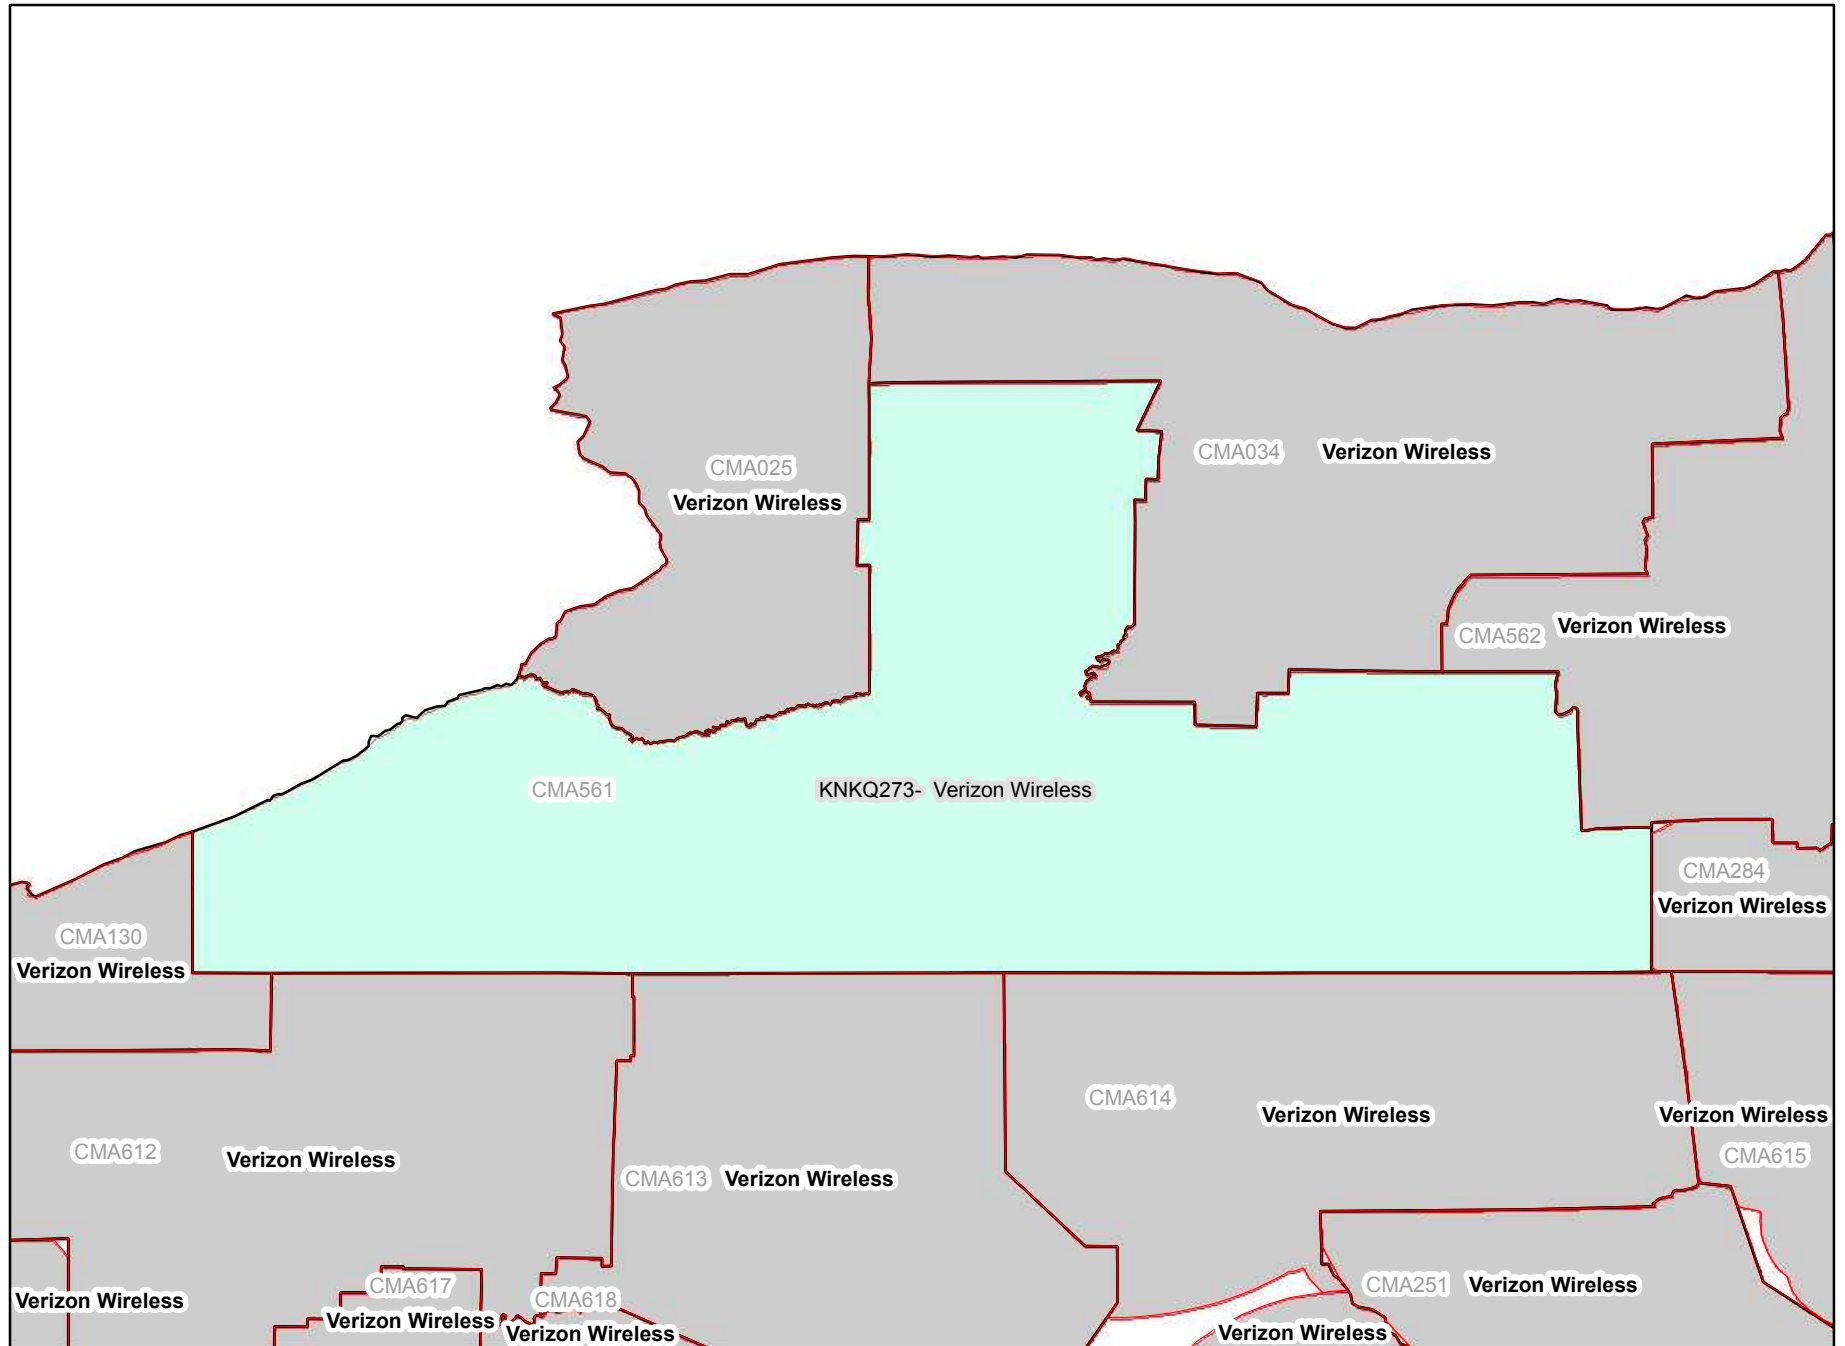 CMA034 Verizon Wireless
CMA025
Verizon Wireless
CMA562 Verizon Wireless
CMA561
KNKQ273- Verizon Wireless
CMA284
Verizon Wireless
CMA130
Verizon Wireless
CMA614
Verizon Wireless
Verizon Wireless
CMA615
CMA612
Verizon Wireless
CMA613 Verizon Wireless
CMA617
Verizon Wireless
CMA251 Verizon Wireless
Verizon Wireless
CMA618
Verizon Wireless
Verizon Wireless